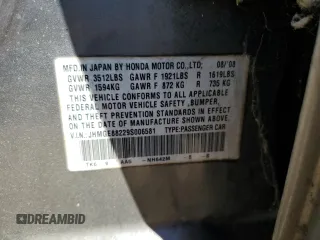 MFD IN JAPAN BY HONDA MOTOR CO.,LTD; 08/'08
GVWR 3512LBS GAWR F 1921LBS R 1619LBS
GVWR 1594KG GAWR F 872 KG R 735 KG
THIS VEHICLE CONFORMS TO ALL APPLICABLE
FEDERAL MOTOR VEHICLE SAFETY, BUMPER,
AND THEFT PREVENTION STANDARDS IN EFFECT
ON THE DATE OF MANUFACTURE SHOWN ABOVE.
V.I.N.: JHMGE88229S006581 TYPE:PASSENGER CAR
NH642M
DREAMBID